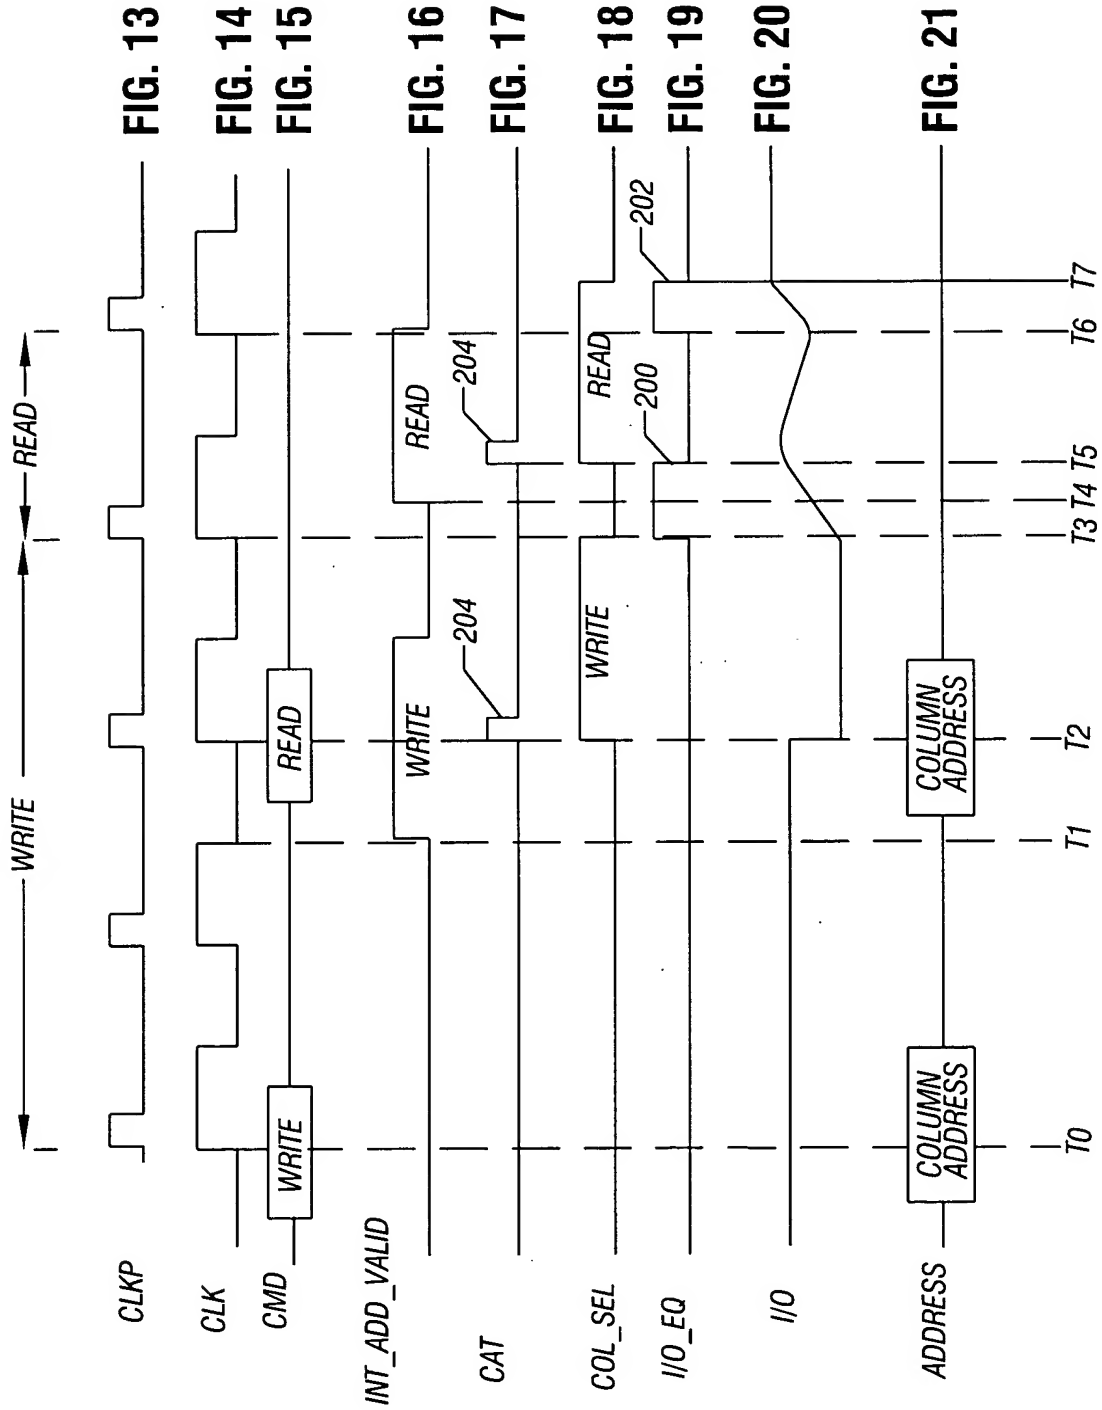 WRITE
READ
CLKP
FIG. 13
CLK
FIG. 14
CMD
WRITE
READ
FIG. 15
INT_ADD_VALID
WRITE
READ
FIG. 16
CAT
204
204
FIG. 17
COL_SEL
WRITE
READ
FIG. 18
I/O_EQ
200
202
FIG. 19
I/O
FIG. 20
ADDRESS
COLUMN
ADDRESS
COLUMN
ADDRESS
FIG. 21
T0
T1
T2
T3
T4
T5
T6
T7